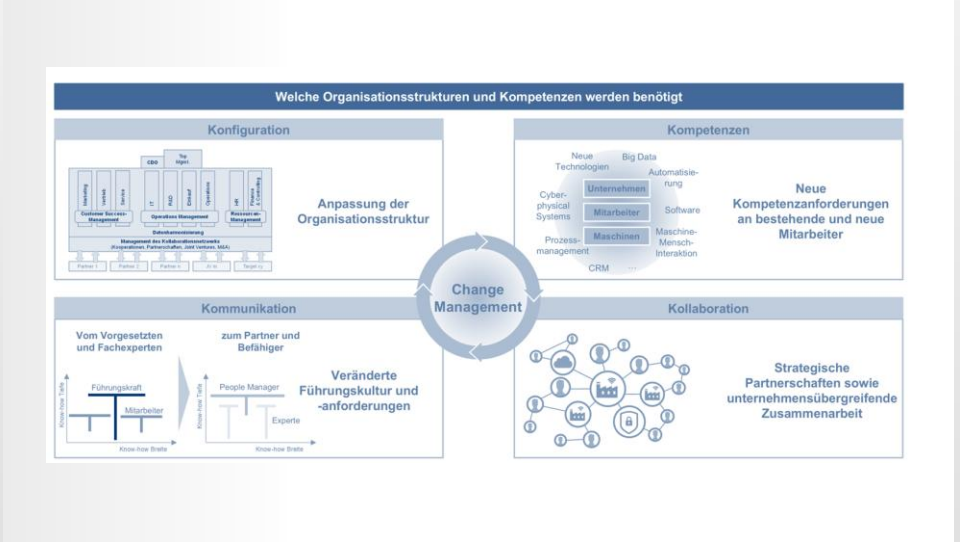 Welche Organisationsstrukturen und Kompetenzen werden benötigt
Konfiguration
CDO
Top
Mgmt.
Marketing
Vertrieb
Service
IT
R&D
Einkauf
Operations
HR
Finance
& Controlling
Customer Success-
Management
Operations Management
Ressourcen-
Management
Management des Kollaborationsnetzwerks
(Kooperationen, Partnerschaften, Joint Ventures, M&A)
Partner 1
Partner 2
Partner n
Anpassung der
Organisationsstruktur
Kompetenzen
Neue
Technologien
Big Data
Automatisie-
rung
Cyber-
physical
Systems
Unternehmen
Mitarbeiter
Maschinen
Software
Prozess-
management
Maschine-
Mensch-
Interaktion
CRM
...
Neue
Kompetenzanforderungen
an bestehende und neue
Mitarbeiter
Change
Management
Kommunikation
Vom Vorgesetzten
und Fachexperten
zum Partner und
Befähiger
Know-how Tiefe
Führungskraft
Mitarbeiter
Know-how Breite
Know-how Tiefe
People Manager
Experte
Know-how Breite
Veränderte
Führungskultur und
-anforderungen
Kollaboration
Strategische
Partnerschaften sowie
unternehmensübergreifende
Zusammenarbeit